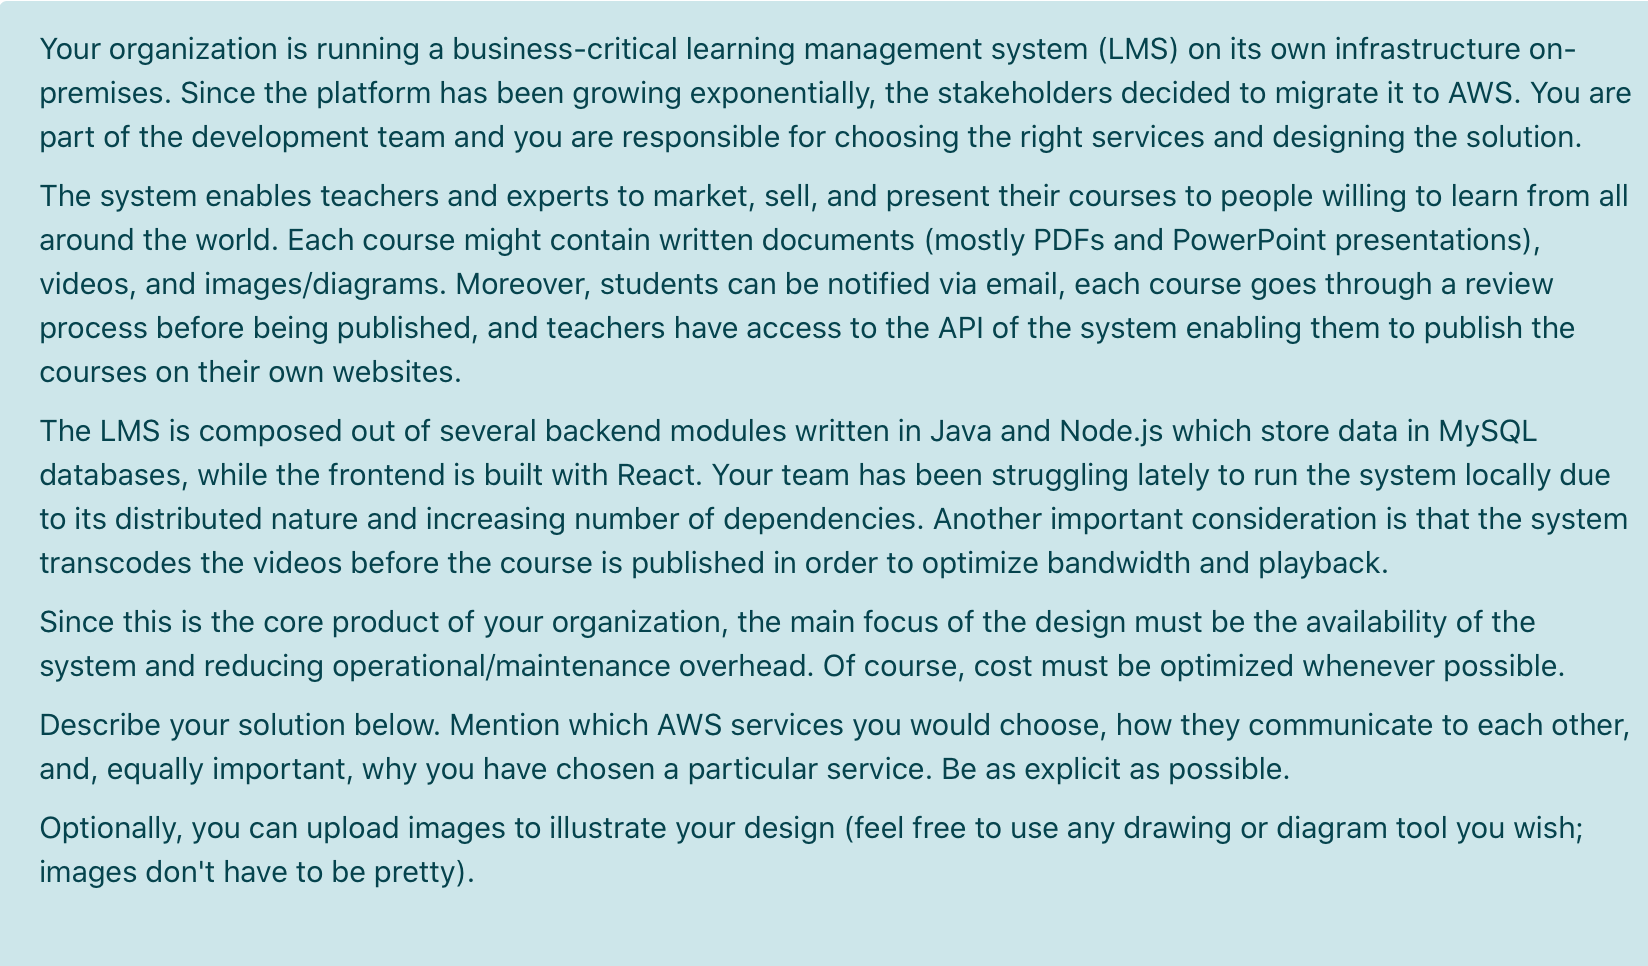 Your organization is running a business-critical learning management system (LMS) on its own infrastructure on-
premises. Since the platform has been growing exponentially, the stakeholders decided to migrate it to AWS. You are
part of the development team and you are responsible for choosing the right services and designing the solution.
The system enables teachers and experts to market, sell, and present their courses to people willing to learn from all
around the world. Each course might contain written documents (mostly PDFs and PowerPoint presentations),
videos, and images/diagrams. Moreover, students can be notified via email, each course goes through a review
process before being published, and teachers have access to the API of the system enabling them to publish the
courses on their own websites.
The LMS is composed out of several backend modules written in Java and Node.js which store data in MySQL
databases, while the frontend is built with React. Your team has been struggling lately to run the system locally due
to its distributed nature and increasing number of dependencies. Another important consideration is that the system
transcodes the videos before the course is published in order to optimize bandwidth and playback.
Since this is the core product of your organization, the main focus of the design must be the availability of the
system and reducing operational/maintenance overhead. Of course, cost must be optimized whenever possible.
Describe your solution below. Mention which AWS services you would choose, how they communicate to each other,
and, equally important, why you have chosen a particular service. Be as explicit as possible.
Optionally, you can upload images to illustrate your design (feel free to use any drawing or diagram tool you wish;
images don't have to be pretty).